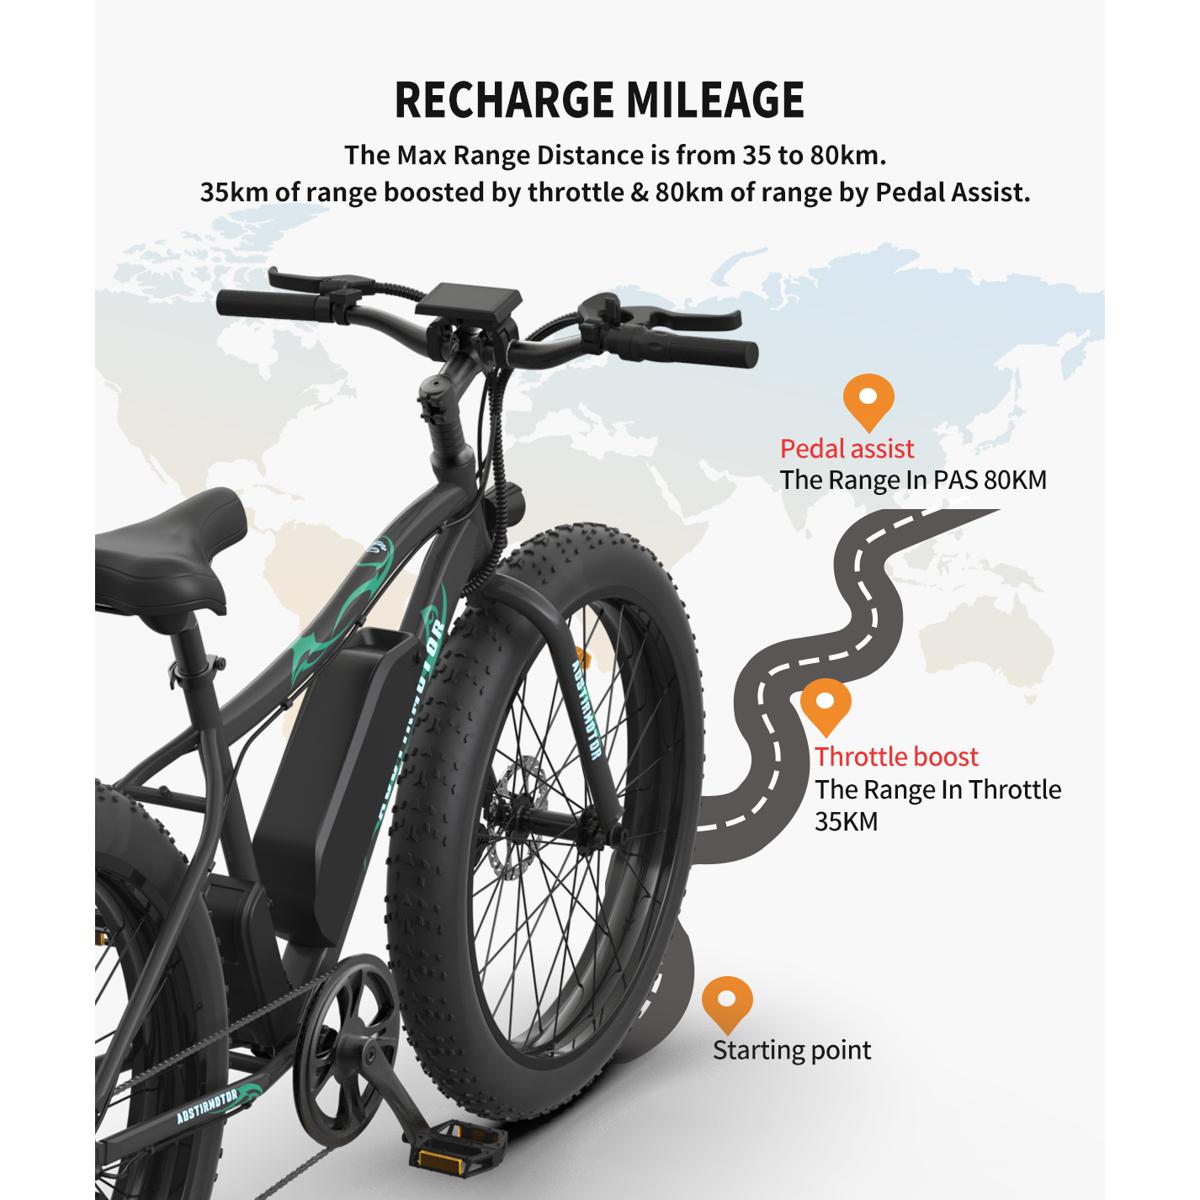 RECHARGE MILEAGE
The Max Range Distance is from 35 to 80km.
35km of range boosted by throttle & 80km of range by Pedal Assist.
Pedal assist
The Range In PAS 80KM
Throttle boost
The Range In Throttle
35KM
Starting point
AOSTIRMOTOR
AOSTIRMOTOR